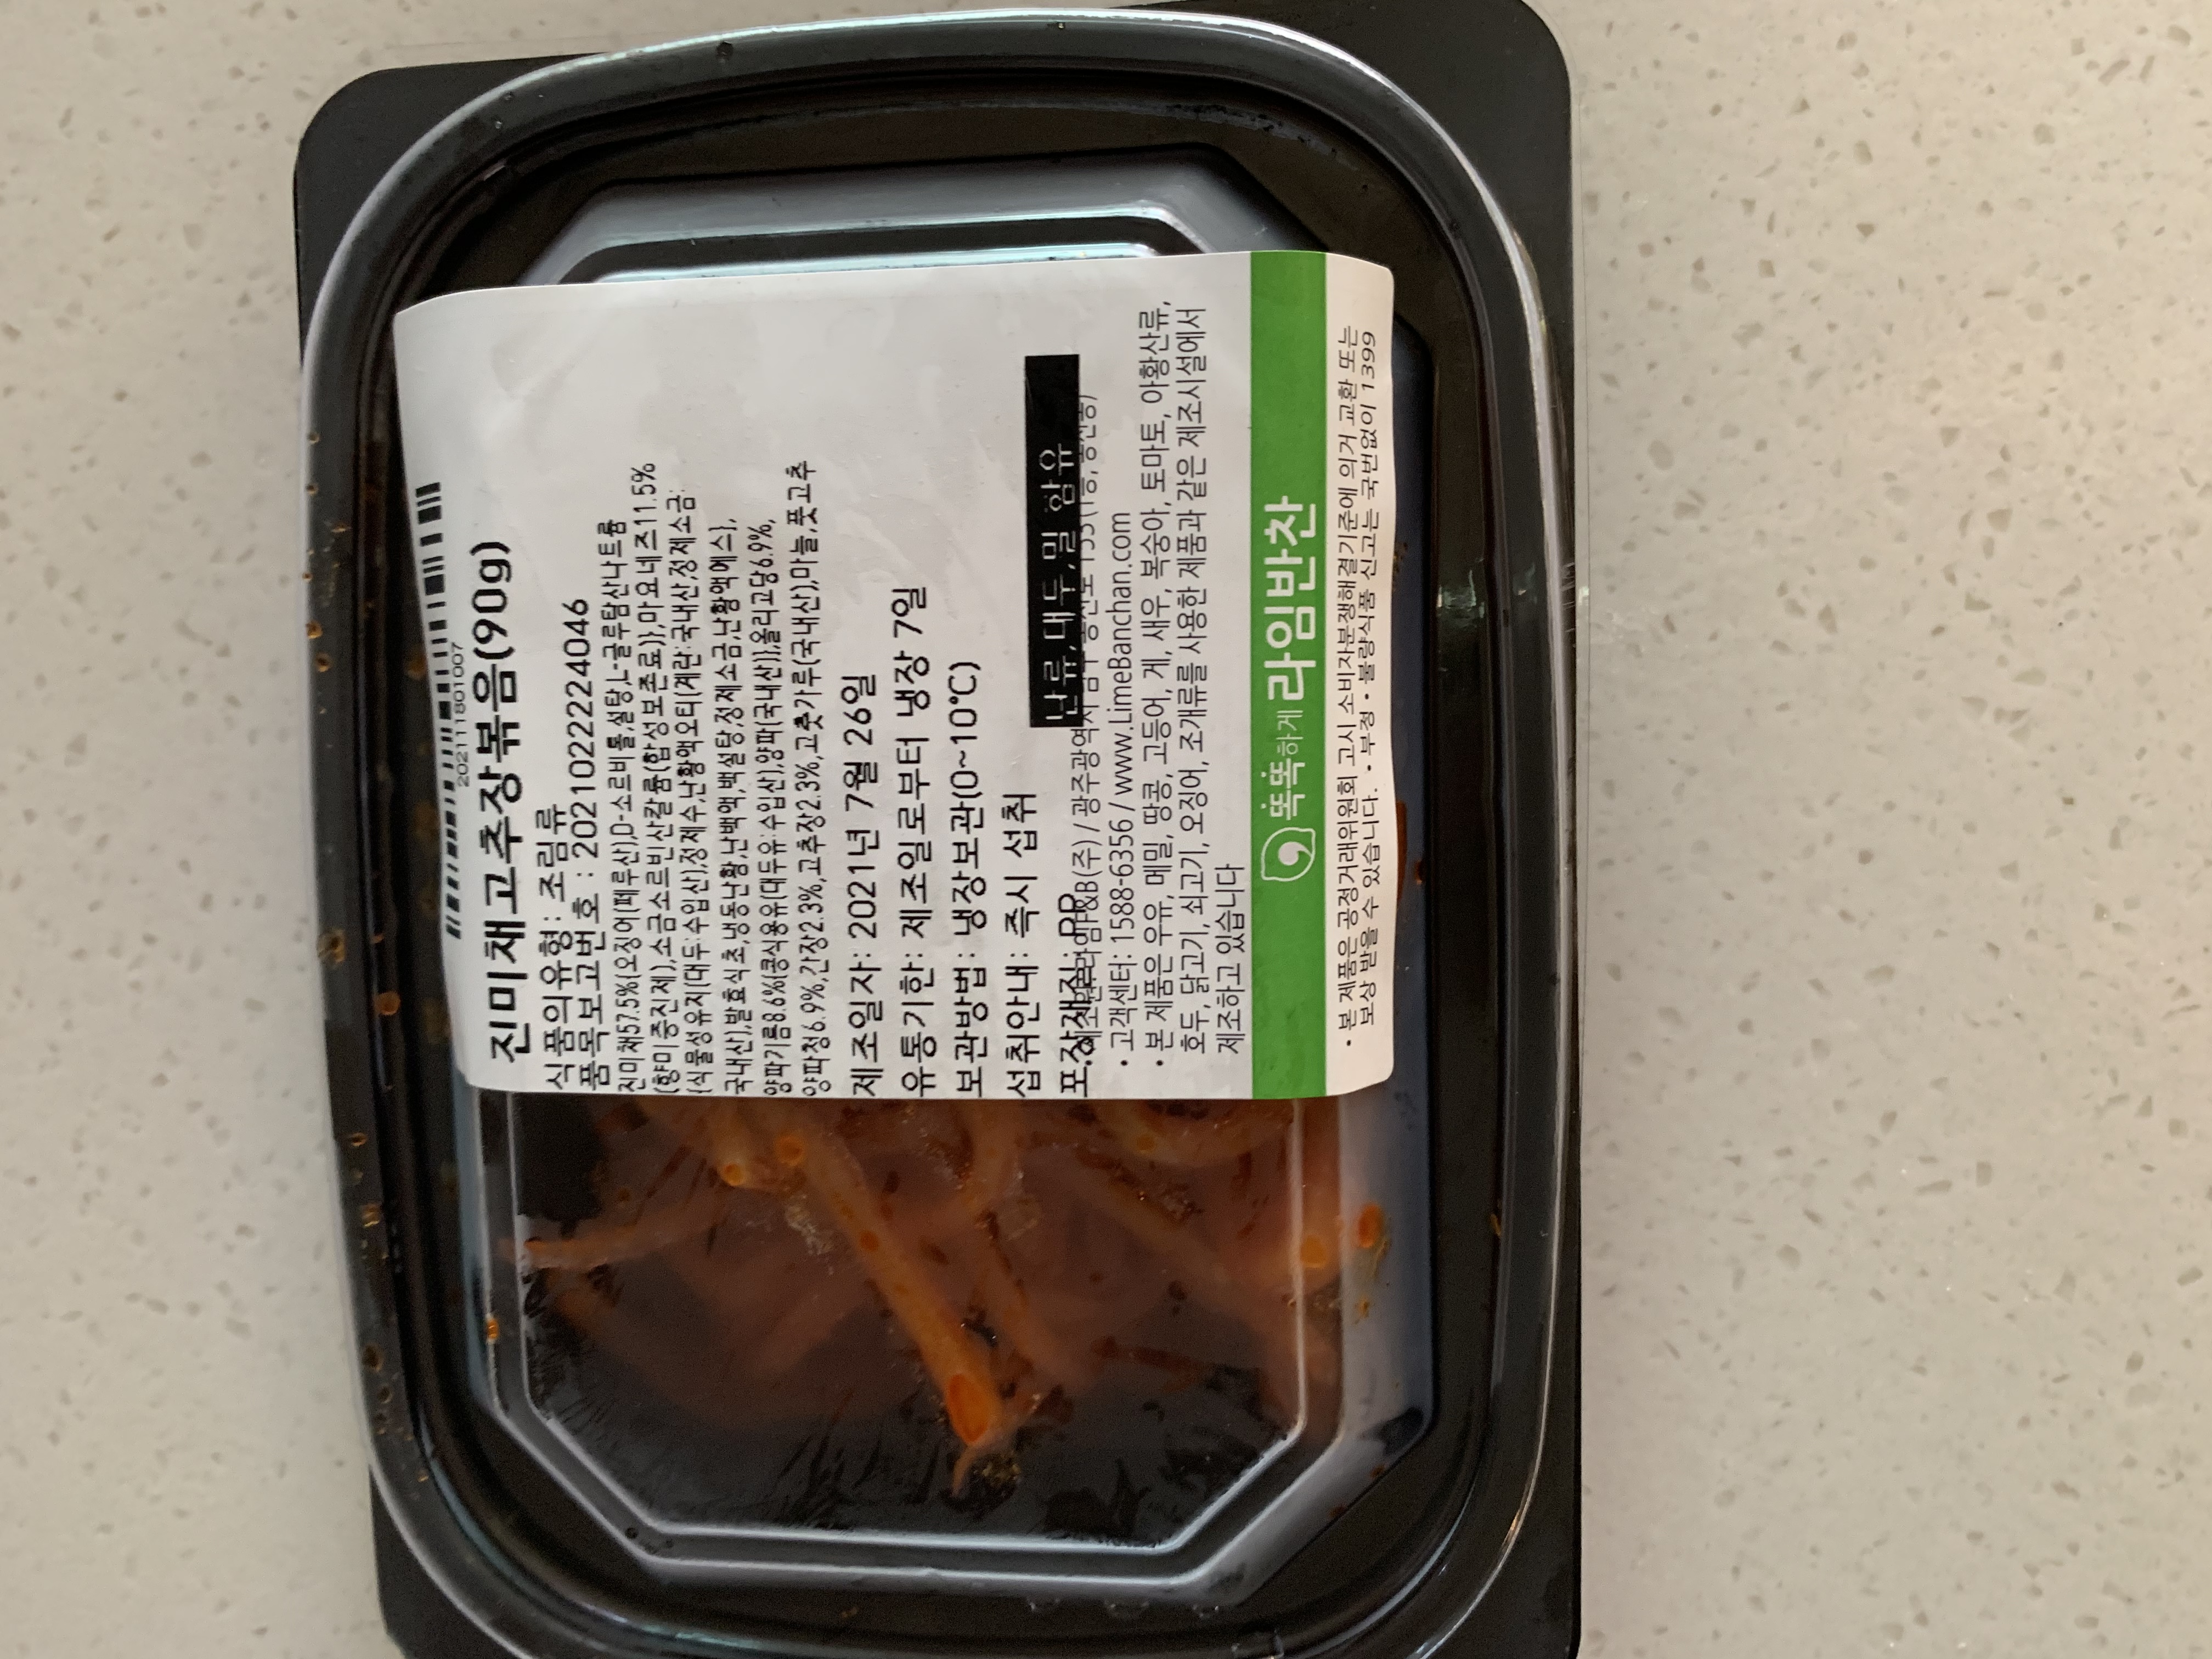 202111801007
진미채고추장볶음(90g)
식품의유형: 조림류
품목보고번호 : 20210222224046
진미채57.5%{오징어(페루산),D-소르비톨,설탕,L-글루탐산나트륨
(향미증진제),소금소르빈산칼륨(합성보존료)},마요네즈11.5%
{식물성유지(대두:수입산),정제수,난황액오티(계란:국내산,정제소금:
국내산),발효식초,냉동난황,난백액,백설탕,정제소금,난황액에스},
양파기름8.6%{콩식용유(대두유:수입산),양파(국내산)},올리고당6.9%,
양파청6.9%,간장2.3%,고추장2.3%,고춧가루(국내산),마늘,풋고추
제조일자: 2021년 7월 26일
유통기한: 제조일로부터 냉장 7일
보관방법: 냉장보관(0~10℃)
섭취안내: 즉시 섭취
난류,대두,밀 함유
포장재질: PP
F&B(주) / 광주광역시
• 고객센터: 1588-6356 / www.LimeBanchan.com
• 본 제품은 우유, 메밀, 땅콩, 고등어, 게, 새우, 복숭아, 토마토, 아황산류,
호두, 닭고기, 쇠고기, 오징어, 조개류를 사용한 제품과 같은 제조시설에서
제조하고 있습니다
똑똑하게 라임반찬
• 본 제품은 공정거래위원회 고시 소비자분쟁해결기준에 의거 교환 또는
보상 받을 수 있습니다. • 부정 • 불량식품 신고는 국번없이 1399